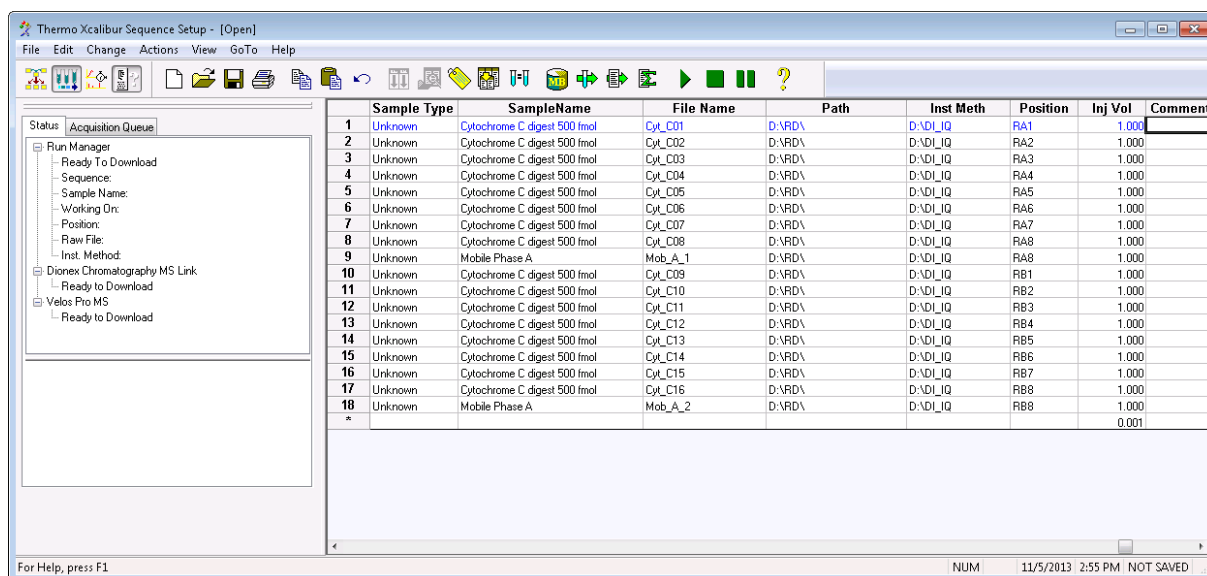 Thermo Xcalibur Sequence Setup - [Open]
File Edit Change Actions View GoTo Help
MB
Status Acquisition Queue
Run Manager
Ready To Download
Sequence:
Sample Name:
Working On:
Position:
Raw File:
Inst. Method:
Dionex Chromatography MS Link
Ready to Download
Velos Pro MS
Ready to Download
Sample Type SampleName File Name Path Inst Meth Position Inj Vol Comment
1 Unknown Cytochrome C digest 500 fmol Cyt_C01 D:\RD\ D:\DI_IQ RA1 1.000
2 Unknown Cytochrome C digest 500 fmol Cyt_C02 D:\RD\ D:\DI_IQ RA2 1.000
3 Unknown Cytochrome C digest 500 fmol Cyt_C03 D:\RD\ D:\DI_IQ RA3 1.000
4 Unknown Cytochrome C digest 500 fmol Cyt_C04 D:\RD\ D:\DI_IQ RA4 1.000
5 Unknown Cytochrome C digest 500 fmol Cyt_C05 D:\RD\ D:\DI_IQ RA5 1.000
6 Unknown Cytochrome C digest 500 fmol Cyt_C06 D:\RD\ D:\DI_IQ RA6 1.000
7 Unknown Cytochrome C digest 500 fmol Cyt_C07 D:\RD\ D:\DI_IQ RA7 1.000
8 Unknown Cytochrome C digest 500 fmol Cyt_C08 D:\RD\ D:\DI_IQ RA8 1.000
9 Unknown Mobile Phase A Mob_A_1 D:\RD\ D:\DI_IQ RA8 1.000
10 Unknown Cytochrome C digest 500 fmol Cyt_C09 D:\RD\ D:\DI_IQ RB1 1.000
11 Unknown Cytochrome C digest 500 fmol Cyt_C10 D:\RD\ D:\DI_IQ RB2 1.000
12 Unknown Cytochrome C digest 500 fmol Cyt_C11 D:\RD\ D:\DI_IQ RB3 1.000
13 Unknown Cytochrome C digest 500 fmol Cyt_C12 D:\RD\ D:\DI_IQ RB4 1.000
14 Unknown Cytochrome C digest 500 fmol Cyt_C13 D:\RD\ D:\DI_IQ RB5 1.000
15 Unknown Cytochrome C digest 500 fmol Cyt_C14 D:\RD\ D:\DI_IQ RB6 1.000
16 Unknown Cytochrome C digest 500 fmol Cyt_C15 D:\RD\ D:\DI_IQ RB7 1.000
17 Unknown Cytochrome C digest 500 fmol Cyt_C16 D:\RD\ D:\DI_IQ RB8 1.000
18 Unknown Mobile Phase A Mob_A_2 D:\RD\ D:\DI_IQ RB8 1.000
* 0.001
For Help, press F1 NUM 11/5/2013 2:55 PM NOT SAVED